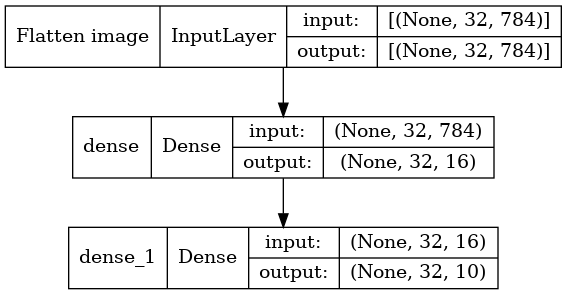 Flatten image InputLayer input: [(None, 32, 784)]
output: [(None, 32, 784)]
dense Dense input: (None, 32, 784)
output: (None, 32, 16)
dense_1 Dense input: (None, 32, 16)
output: (None, 32, 10)